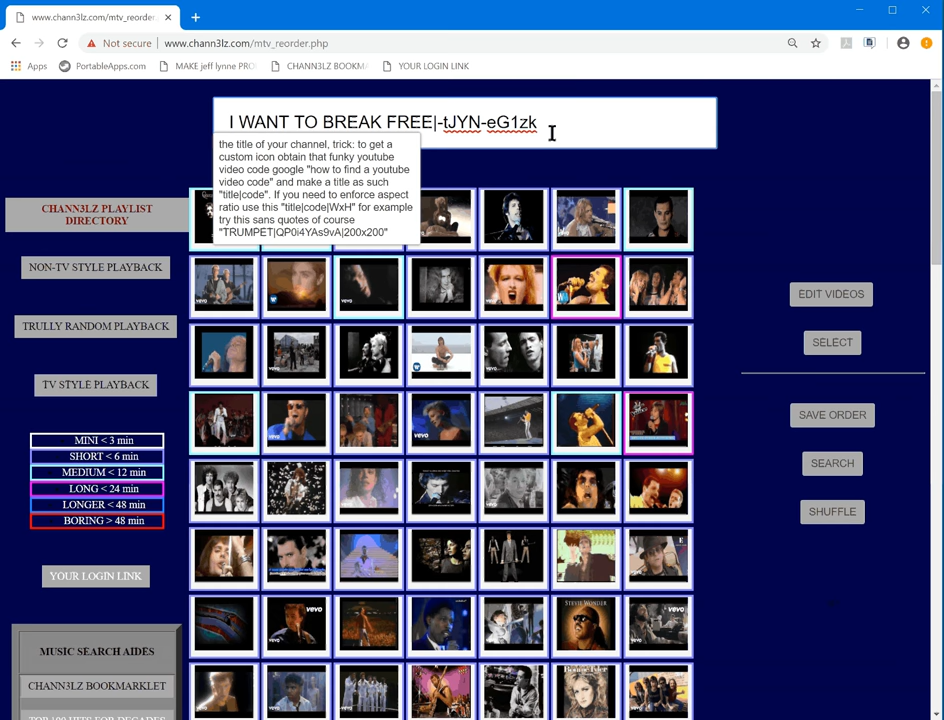 www.chann3lz.com/mtv_reorder
Not secure | www.chann3lz.com/mtv_reorder.php
Apps PortableApps.com MAKE jeff lynne PRO CHANN3LZ BOOKMA YOUR LOGIN LINK
I WANT TO BREAK FREE|-tJYN-eG1zk
the title of your channel, trick: to get a
custom icon obtain that funky youtube
video code google "how to find a youtube
video code" and make a title as such
"title|code". If you need to enforce aspect
ratio use this "title|code|WxH" for example
try this sans quotes of course
"TRUMPET|QP0i4YAs9vA|200x200"
CHANN3LZ PLAYLIST
DIRECTORY
NON-TV STYLE PLAYBACK
TRULLY RANDOM PLAYBACK
TV STYLE PLAYBACK
MINI < 3 min
SHORT < 6 min
MEDIUM < 12 min
LONG < 24 min
LONGER < 48 min
BORING > 48 min
YOUR LOGIN LINK
MUSIC SEARCH AIDES
CHANN3LZ BOOKMARKLET
TOP 100 HITS FOR DECADES
EDIT VIDEOS
SELECT
SAVE ORDER
SEARCH
SHUFFLE
vevo
STEVIE WONDER